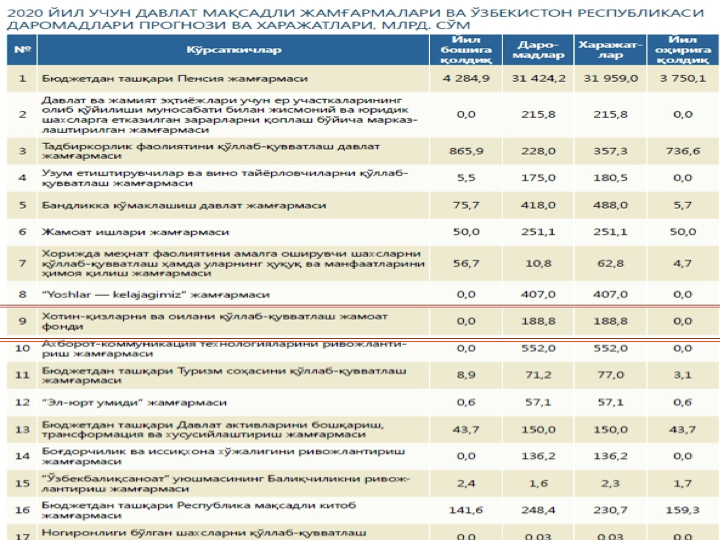 2020 ЙИЛ УЧУН ДАВЛАТ МАҚСАДЛИ ЖАМҒАРМАЛАРИ ВА ЎЗБЕКИСТОН РЕСПУБЛИКАСИ
ДАРОМАДЛАРИ ПРОГНОЗИ ВА ХАРАЖАТЛАРИ, МЛРД. СЎМ
№ Кўрсаткичлар Йил бошига қолдиқ Даро-мадлар Харажат-лар Йил охирига қолдиқ
1 Бюджетдан ташқари Пенсия жамғармаси 4 284,9 31 424,2 31 959,0 3 750,1
Давлат ва жамият эҳтиёжлари учун ер участкаларининг
олиб қўйилиши муносабати билан жисмоний ва юридик
2 шахсларга етказилган зарарларни қоплаш бўйича марказ- 0,0 215,8 215,8 0,0
лаштирилган жамғармаси
3 Тадбиркорлик фаолиятини қўллаб-қувватлаш давлат 865,9 228,0 357,3 736,6
жамғармаси
4 Узум етиштирувчилар ва вино тайёрловчиларни қўллаб- 5,5 175,0 180,5 0,0
қувватлаш жамғармаси
5 Бандликка кўмаклашиш давлат жамғармаси 75,7 418,0 488,0 5,7
6 Жамоат ишлари жамғармаси 50,0 251,1 251,1 50,0
Хорижда меҳнат фаолиятини амалга оширувчи шахсларни
7 қўллаб-қувватлаш ҳамда уларнинг ҳуқуқ ва манфаатларини 56,7 10,8 62,8 4,7
ҳимоя қилиш жамғармаси
8 “Yoshlar — kelajagimiz” жамғармаси 0,0 407,0 407,0 0,0
9 Хотин-қизларни ва оилани қўллаб-қувватлаш жамоат 0,0 188,8 188,8 0,0
фонди
10 Ахборот-коммуникация технологияларини ривожланти- 0,0 552,0 552,0 0,0
риш жамғармаси
11 Бюджетдан ташқари Туризм соҳасини қўллаб-қувватлаш 8,9 71,2 77,0 3,1
жамғармаси
12 “Эл-юрт умиди” жамғармаси 0,6 57,1 57,1 0,6
13 Бюджетдан ташқари Давлат активларини бошқариш, 43,7 150,0 150,0 43,7
трансформация ва хусусийлаштириш жамғармаси
14 Боғдорчилик ва иссиқхона хўжалигини ривожлантириш 0,0 136,2 136,2 0,0
жамғармаси
15 “Ўзбекбалиқсаноат” уюшмасининг Балиқчиликни ривож- 2,4 1,6 2,3 1,7
лантириш жамғармаси
16 Бюджетдан ташқари Республика мақсадли китоб 141,6 248,4 230,7 159,3
жамғармаси
17 Ногиронлиги бўлган шахсларни қўллаб-қувватлаш 0,0 0,03 0,03 0,0